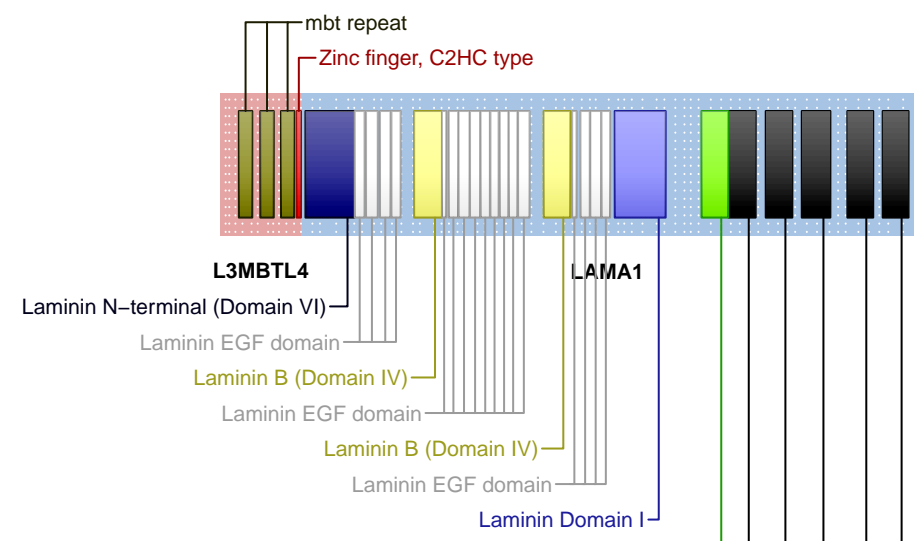 mbt repeat
Zinc finger, C2HC type
L3MBTL4
LAMA1
Laminin N−terminal (Domain VI)
Laminin EGF domain
Laminin B (Domain IV)
Laminin EGF domain
Laminin B (Domain IV)
Laminin EGF domain
Laminin Domain I